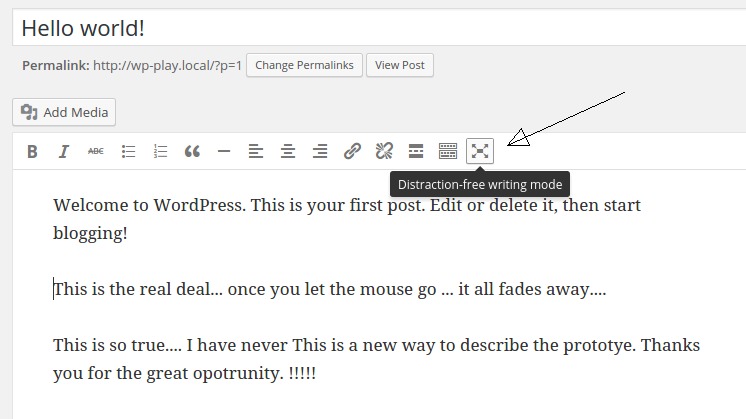 Hello world!
Permalink: http://wp-play.local/?p=1 Change Permalinks View Post
Add Media
B I ABC
Distraction-free writing mode
Welcome to WordPress. This is your first post. Edit or delete it, then start
blogging!
This is the real deal... once you let the mouse go ... it all fades away....
This is so true.... I have never This is a new way to describe the prototye. Thanks
you for the great opotrunity. !!!!!